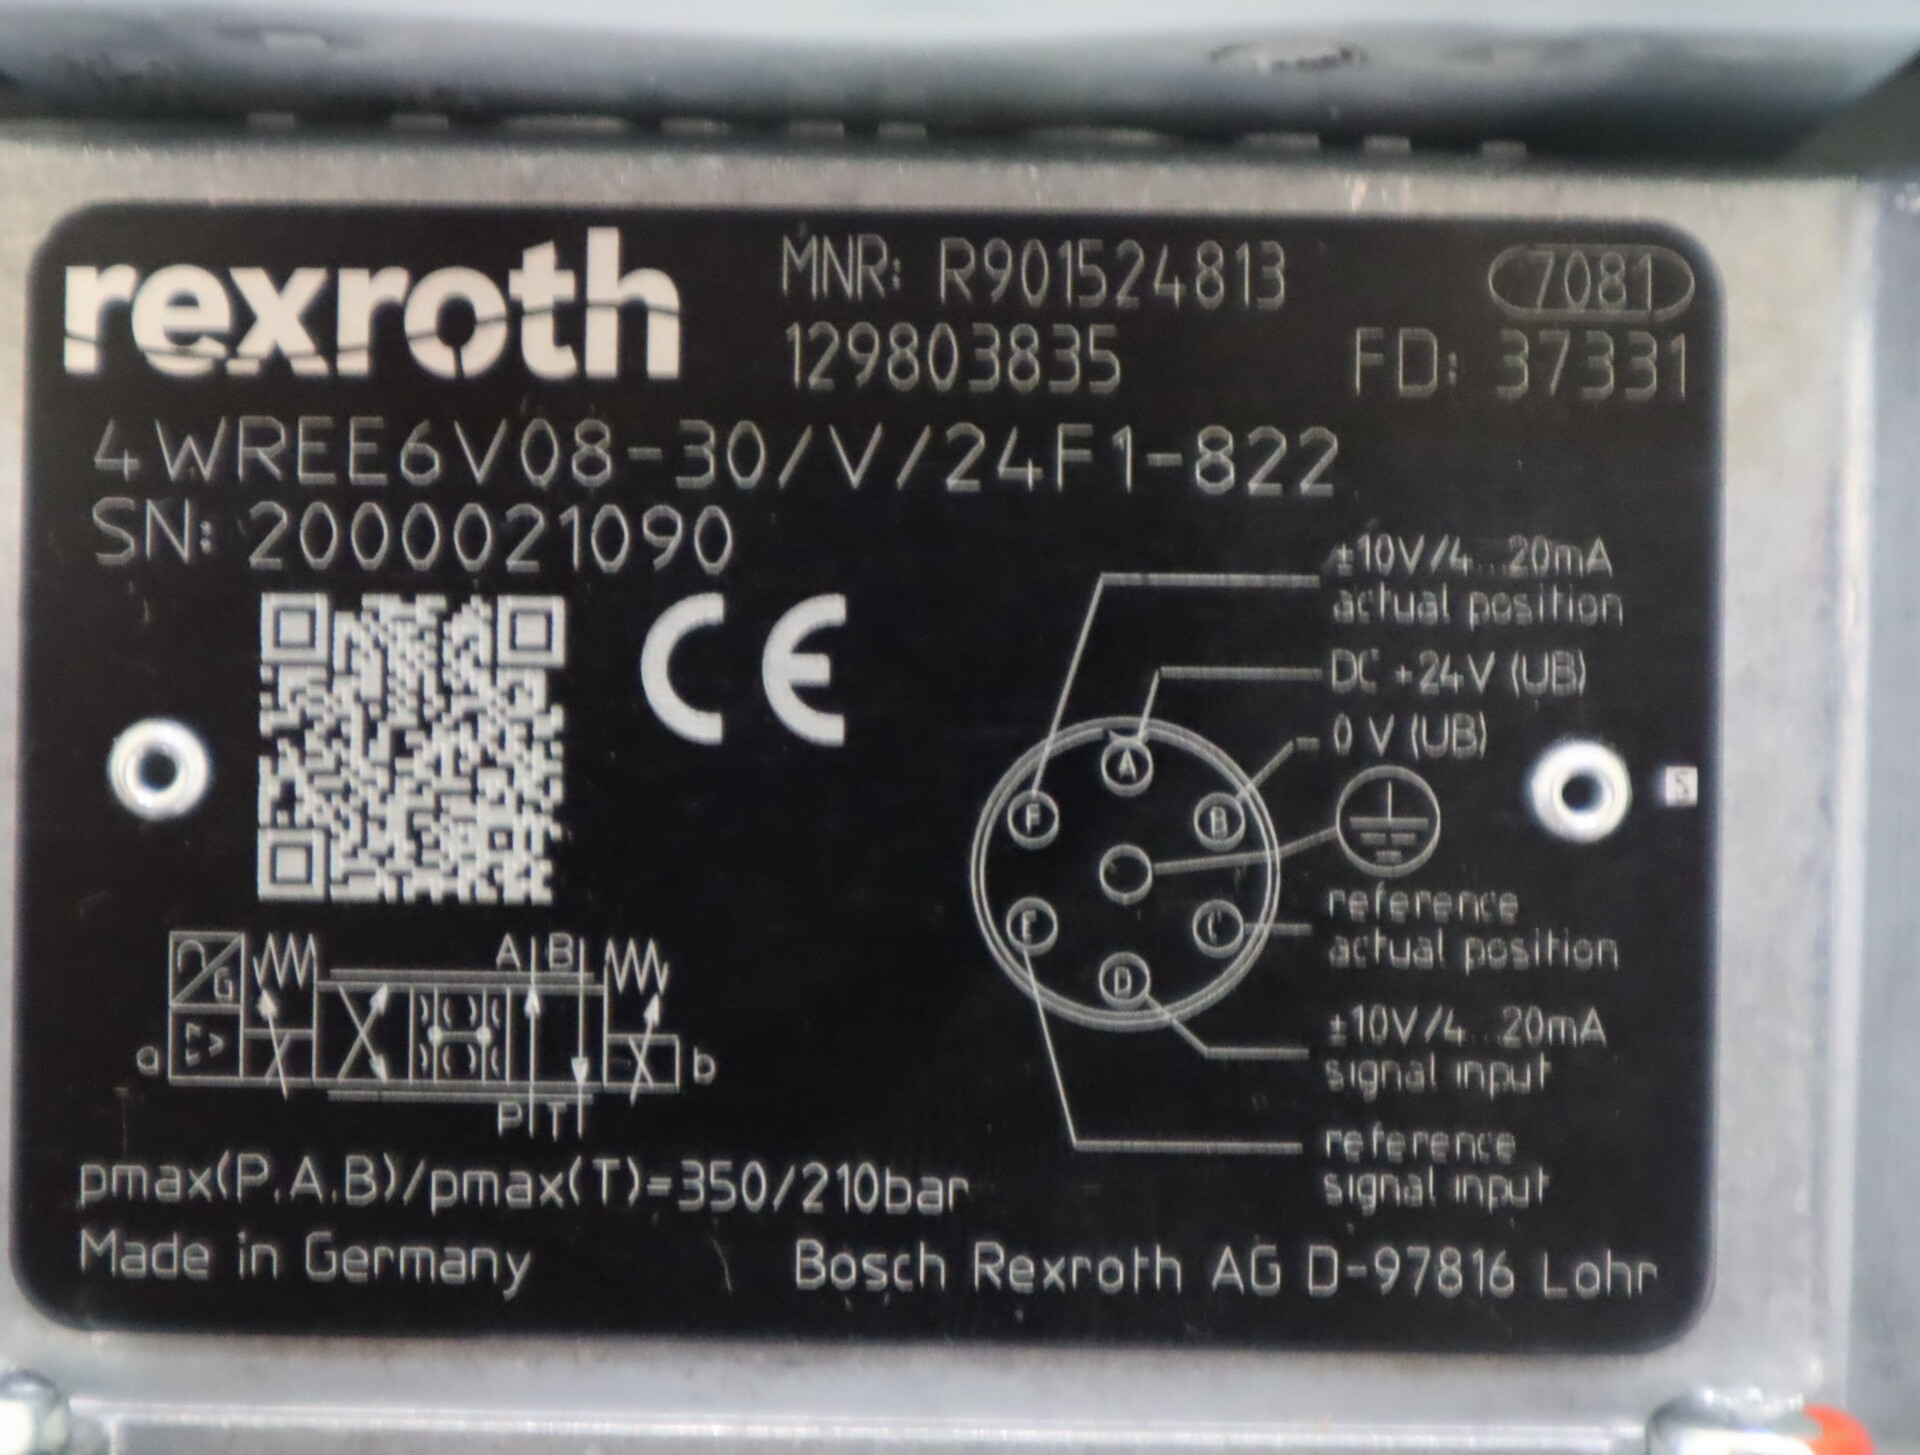 rexroth
MNR: R901524813
7081
129803835
FD: 37331
4WREE6V08-30/V/24F1-822
SN: 2000021090
CE
±10V/4...20mA
actual position
DC +24V (UB)
0 V (UB)
A
F
B
S
E
C
D
reference
actual position
±10V/4...20mA
signal input
reference
signal input
G
A B
a
b
P T
pmax(P.A.B)/pmax(T)=350/210bar
Made in Germany
Bosch Rexroth AG D-97816 Lohr